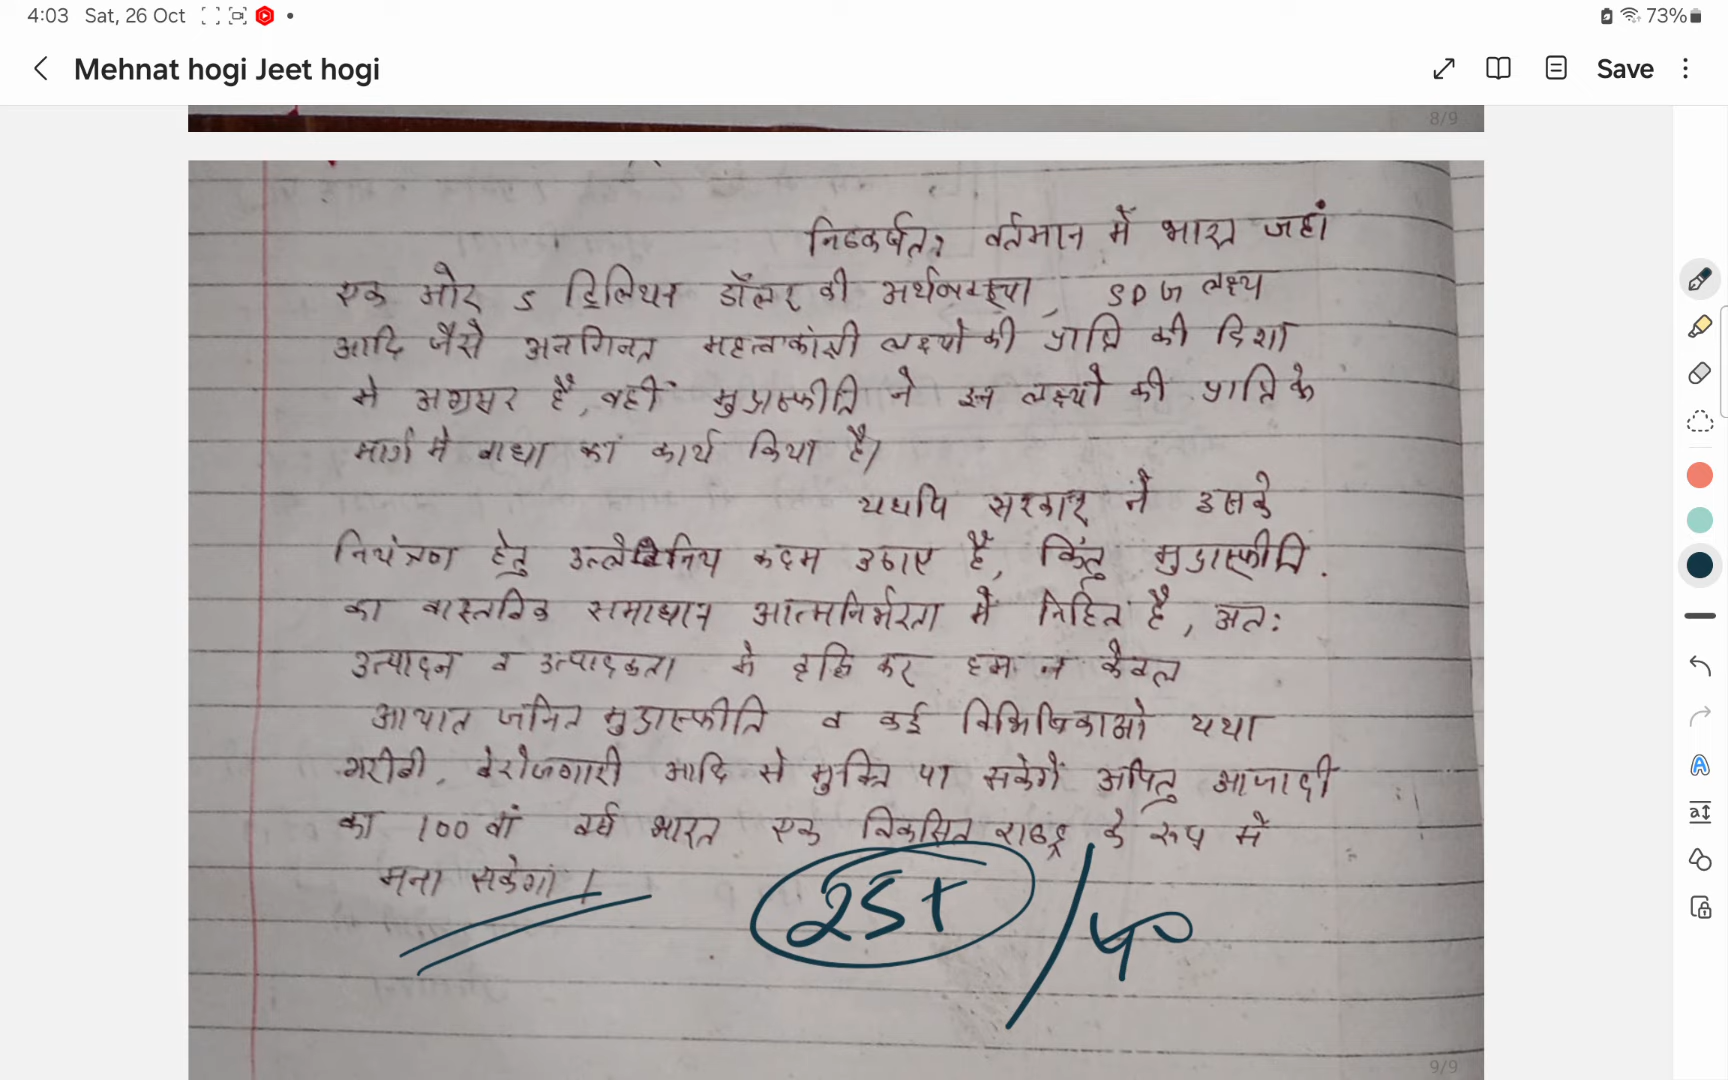 4:03 Sat, 26 Oct
73%
Mehnat hogi Jeet hogi
Save
8/9
निष्कर्षतः वर्तमान में भारत जहां
एक ओर 5 ट्रिलियन डॉलर की अर्थव्यवस्था, SDG लक्ष्य
आदि जैसे अनगिनत महत्वकांक्षी लक्ष्यो की प्राप्ति की दिशा
मे अग्रसर है, वहीं मुद्रास्फीति ने इन लक्ष्यों की प्राप्ति के
मार्ग मे बाधा का कार्य किया है।
यद्यपि सरकार ने इसके
नियंत्रण हेतु उल्लेखनिय कदम उठाए हैं, किंतु मुद्रास्फीति
का वास्तविक समाधान आत्मनिर्भरता में निहित है, अतः
उत्पादन व उत्पादकता मे वृद्धि कर हम न केवल
आयात जनित मुद्रास्फीति व कई विभिषिकाओ यथा
गरीबी, बेरोजगारी आदि से मुक्ति पा सकेगें अपितु आजादी
का 100 वां वर्ष भारत एक विकसित राष्ट्र के रूप मे
मना सकेगा।
25+ / 40
9/9